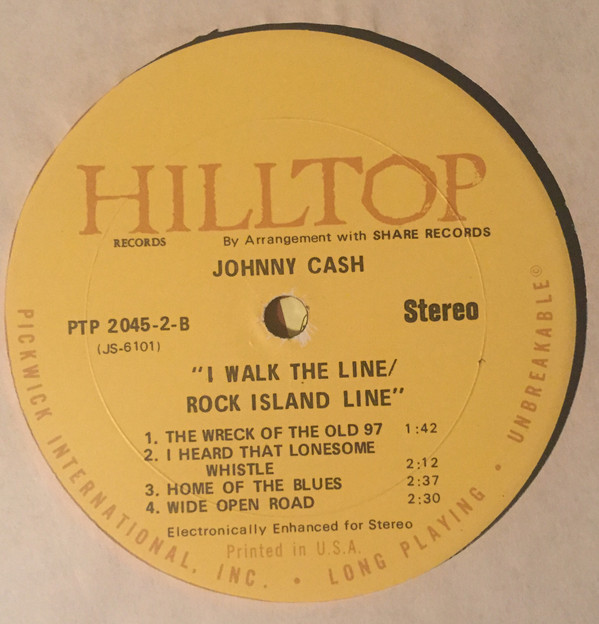 HILLTOP
RECORDS
By Arrangement with SHARE RECORDS
JOHNNY CASH
PTP 2045-2-B
(JS-6101)
Stereo
"I WALK THE LINE/
ROCK ISLAND LINE"
1. THE WRECK OF THE OLD 97 1:42
2. I HEARD THAT LONESOME
WHISTLE 2:12
3. HOME OF THE BLUES 2:37
4. WIDE OPEN ROAD 2:30
Electronically Enhanced for Stereo
Printed in U.S.A.
PICKWICK INTERNATIONAL, INC. • LONG PLAYING • UNBREAKABLE©